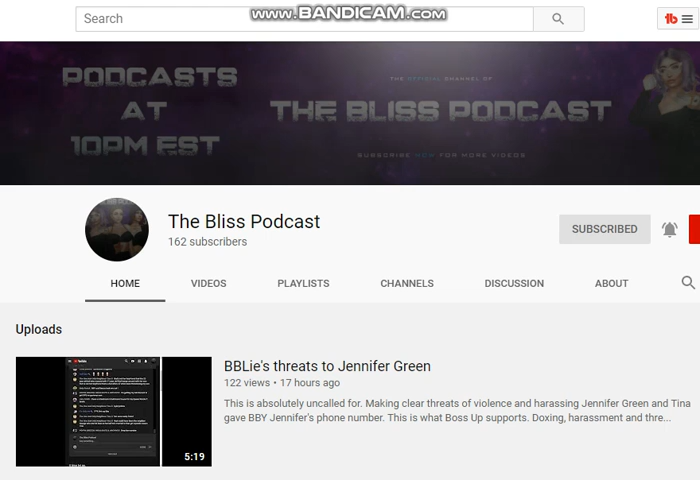 www.BANDICAM.com
Search
tb
PODCASTS
AT
10PM EST
THE OFFICIAL CHANNEL OF
THE BLISS PODCAST
SUBSCRIBE NOW FOR MORE VIDEOS
The Bliss Podcast
162 subscribers
SUBSCRIBED
HOME VIDEOS PLAYLISTS CHANNELS DISCUSSION ABOUT
Uploads
BBLie's threats to Jennifer Green
122 views • 17 hours ago
This is absolutely uncalled for. Making clear threats of violence and harassing Jennifer Green and Tina
gave BBY Jennifer's phone number. This is what Boss Up supports. Doxing, harassment and thre...
5:19